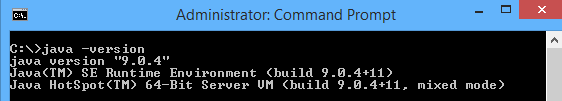 Administrator: Command Prompt
C:\>java -version
java version "9.0.4"
Java(TM) SE Runtime Environment (build 9.0.4+11)
Java HotSpot(TM) 64-Bit Server VM (build 9.0.4+11, mixed mode)